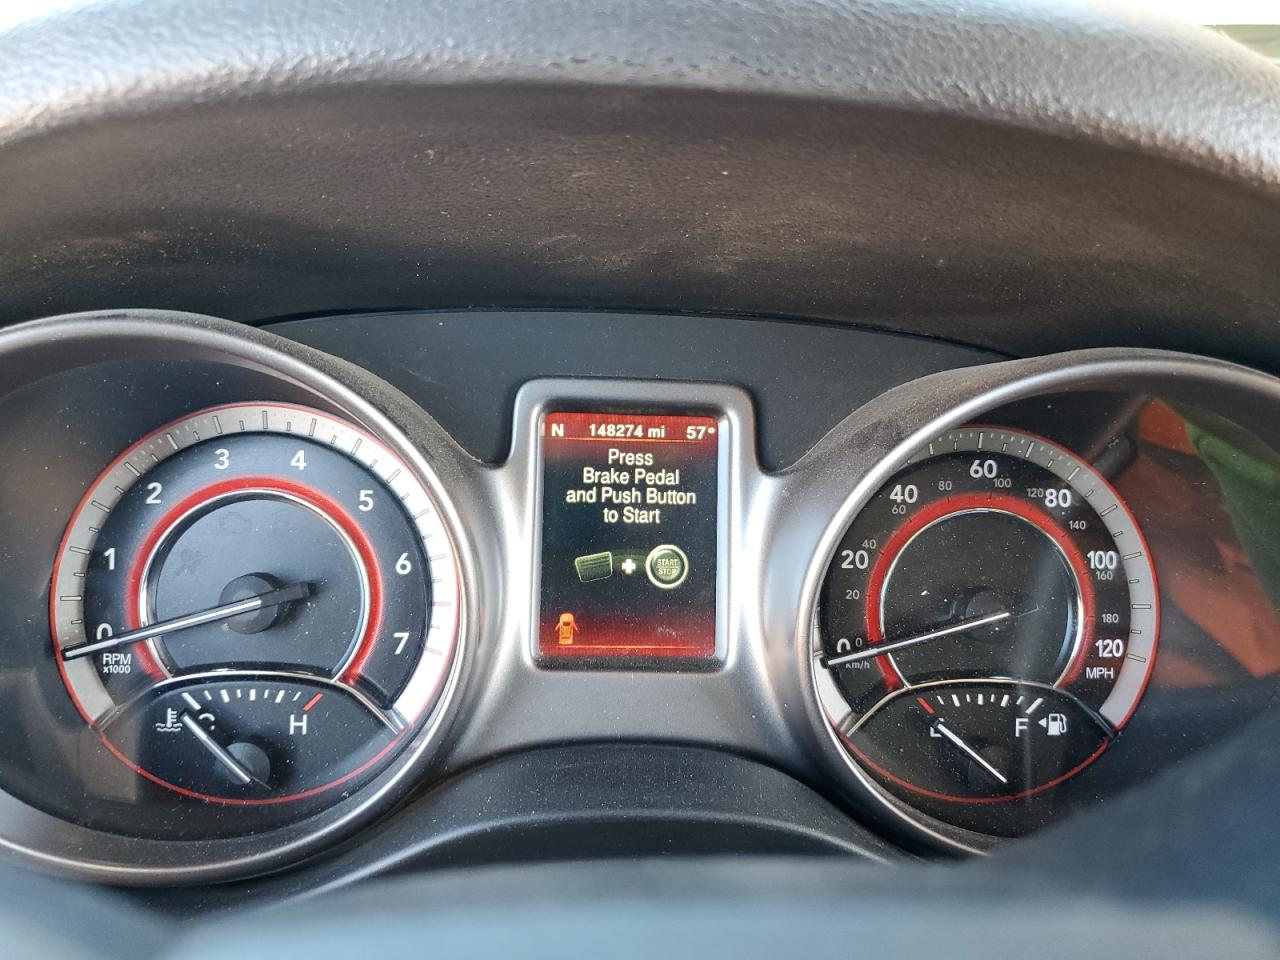 N 148274 mi 57°
Press
Brake Pedal
and Push Button
to Start
START
STOP
0 1 2 3 4 5 6 7
RPM
x1000
C H
0 20 40 60 80 100 120
0 20 40 60 80 100 120 140 160 180
km/h
MPH
E F